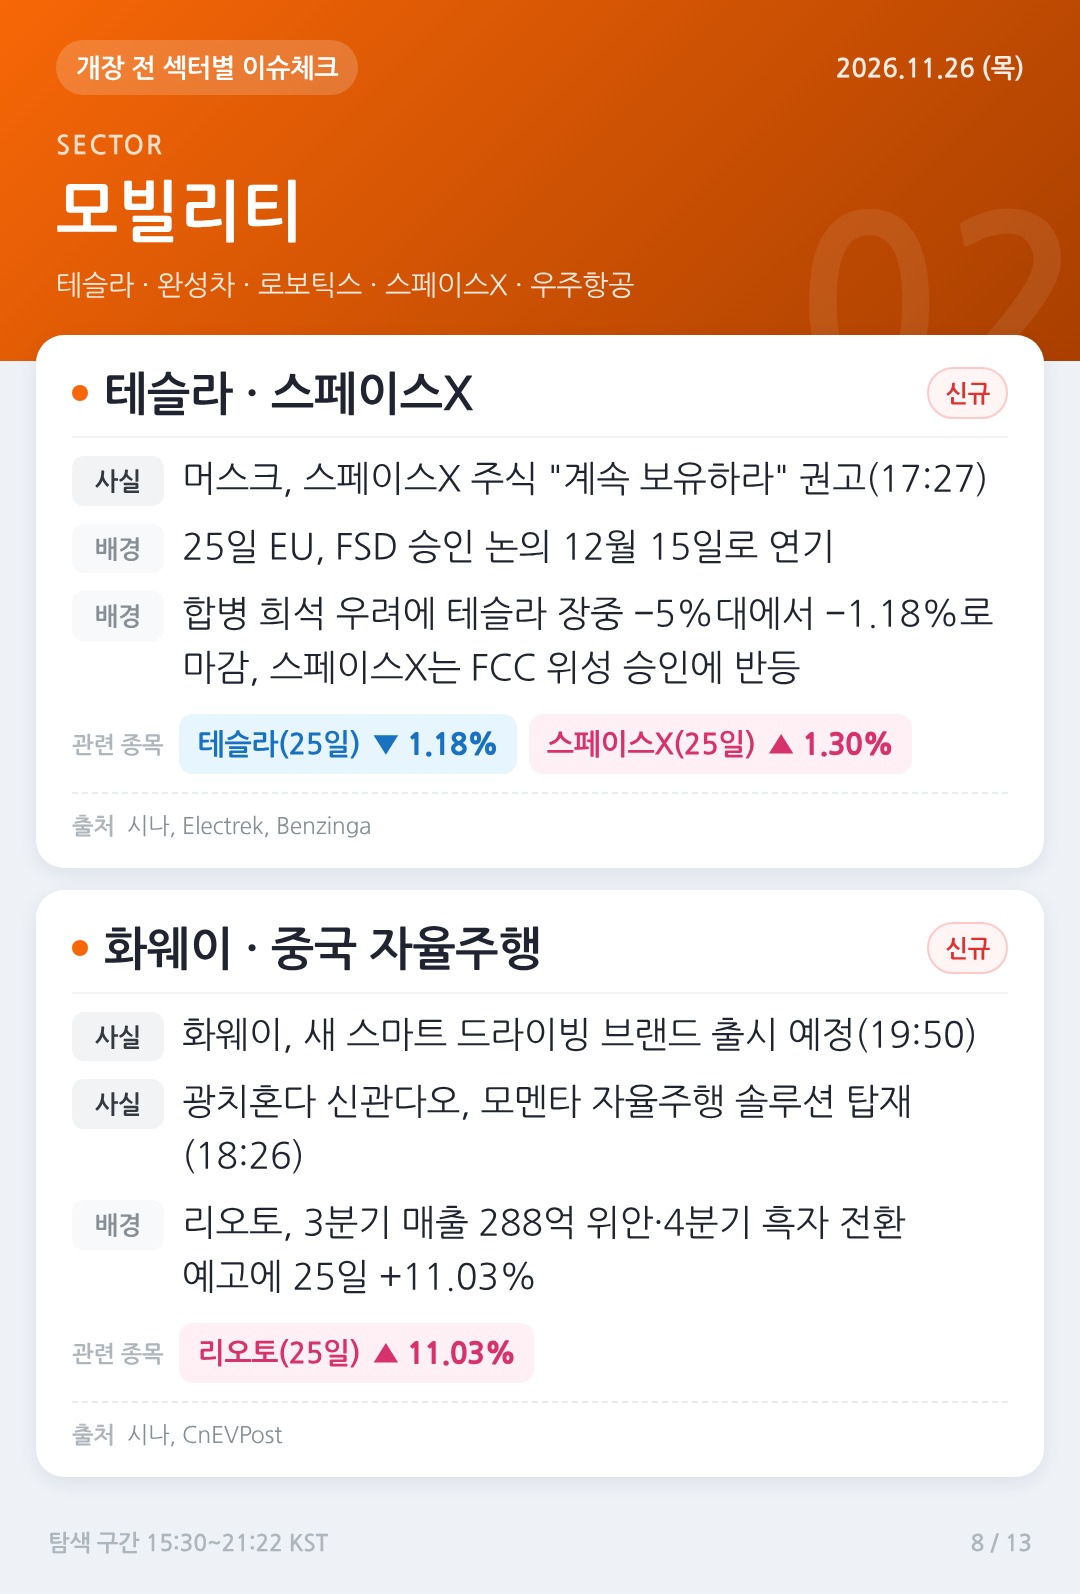 개장 전 섹터별 이슈체크
2026.11.26 (목)
SECTOR
모빌리티
02
테슬라 · 완성차 · 로보틱스 · 스페이스X · 우주항공
테슬라 · 스페이스X
신규
사실 머스크, 스페이스X 주식 "계속 보유하라" 권고(17:27)
배경 25일 EU, FSD 승인 논의 12월 15일로 연기
배경 합병 희석 우려에 테슬라 장중 −5%대에서 −1.18%로
마감, 스페이스X는 FCC 위성 승인에 반등
관련 종목 테슬라(25일) ▼ 1.18% 스페이스X(25일) ▲ 1.30%
출처 시나, Electrek, Benzinga
화웨이 · 중국 자율주행
신규
사실 화웨이, 새 스마트 드라이빙 브랜드 출시 예정(19:50)
사실 광치혼다 신관다오, 모멘타 자율주행 솔루션 탑재
(18:26)
배경 리오토, 3분기 매출 288억 위안·4분기 흑자 전환
예고에 25일 +11.03%
관련 종목 리오토(25일) ▲ 11.03%
출처 시나, CnEVPost
탐색 구간 15:30~21:22 KST
8 / 13